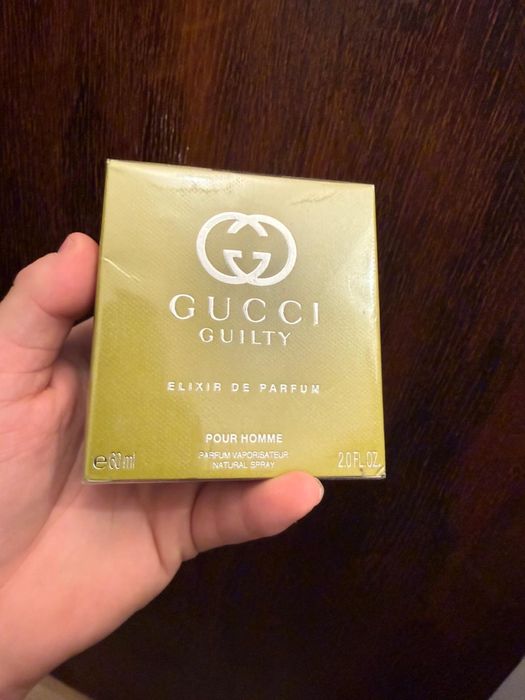 GUCCI
GUILTY
ELIXIR DE PARFUM
POUR HOMME
PARFUM VAPORISATEUR
NATURAL SPRAY
℮60 ml
2.0 FL.OZ.